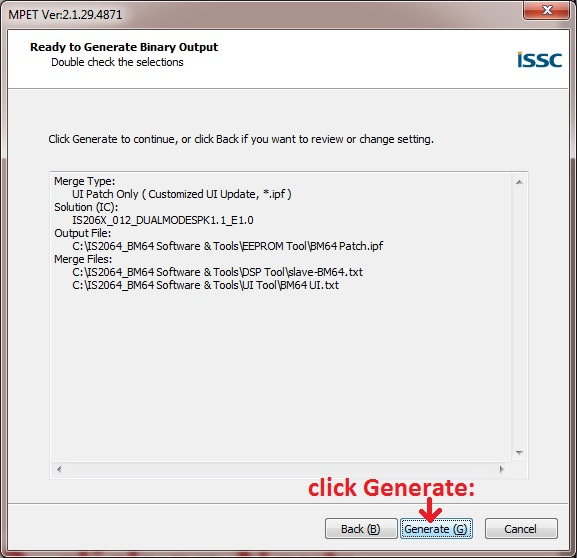 MPET Ver:2.1.29.4871
Ready to Generate Binary Output
Double check the selections
issc
Click Generate to continue, or click Back if you want to review or change setting.
Merge Type:
UI Patch Only ( Customized UI Update, *.ipf )
Solution (IC):
IS206X_012_DUALMODESPK1.1_E1.0
Output File:
C:\IS2064_BM64 Software & Tools\EEPROM Tool\BM64 Patch.ipf
Merge Files:
C:\IS2064_BM64 Software & Tools\DSP Tool\slave-BM64.txt
C:\IS2064_BM64 Software & Tools\UI Tool\BM64 UI.txt
click Generate:
Back (B) Generate (G) Cancel